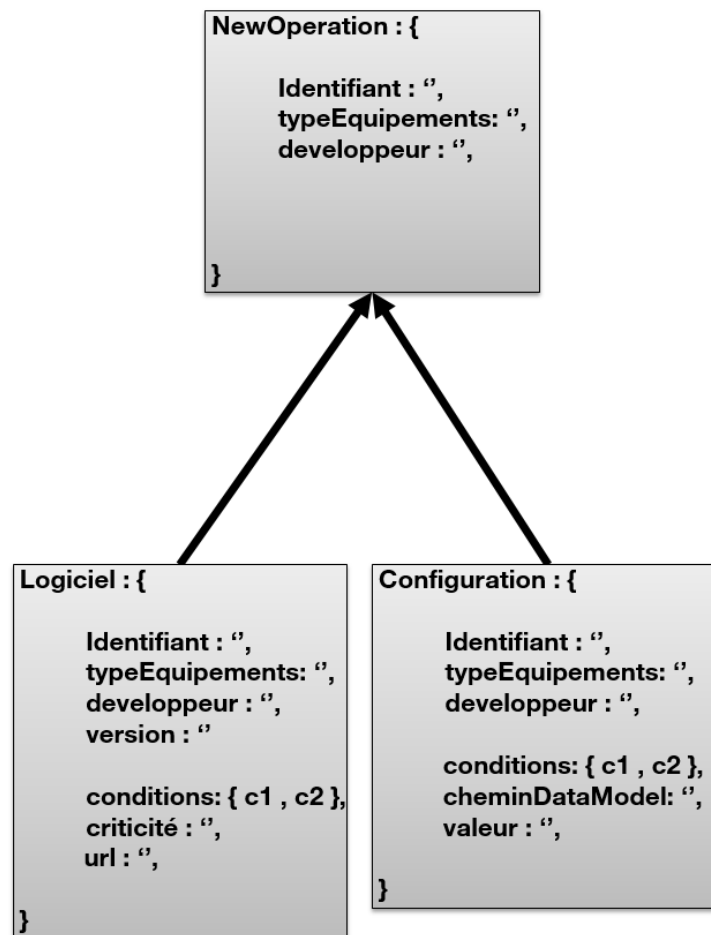 NewOperation : {
Identifiant : ‘’,
typeEquipements: ‘’,
developpeur : ‘’,
}
Logiciel : {
Identifiant : ‘’,
typeEquipements: ‘’,
developpeur : ‘’,
version : ‘’
conditions: { c1 , c2 },
criticité : ‘’,
url : ‘’,
}
Configuration : {
Identifiant : ‘’,
typeEquipements: ‘’,
developpeur : ‘’,
conditions: { c1 , c2 },
cheminDataModel: ‘’,
valeur : ‘’,
}